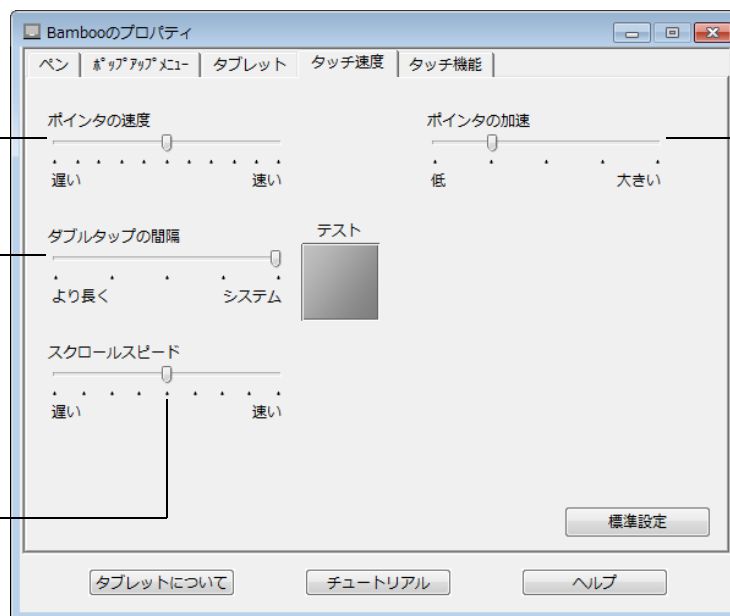 Bambooのプロパティ
ペン ﾎﾟｯﾌﾟｱｯﾌﾟﾒﾆｭｰ タブレット タッチ速度 タッチ機能
ポインタの速度 ポインタの加速
遅い 速い 低 大きい
ダブルタップの間隔 テスト
より長く システム
スクロールスピード
遅い 速い
標準設定
タブレットについて チュートリアル ヘルプ